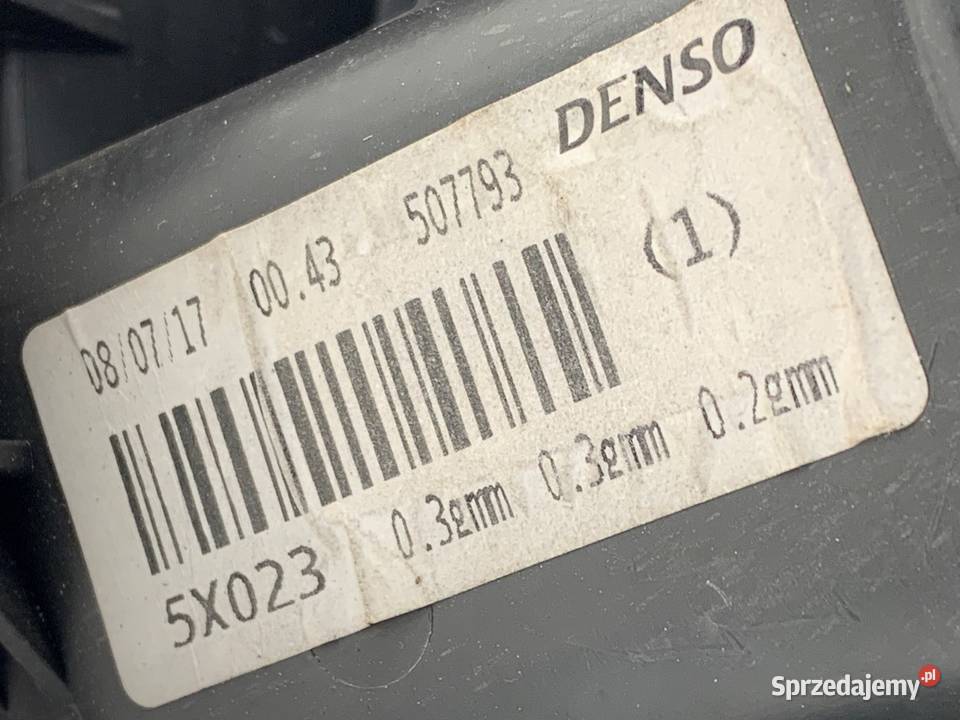 DENSO
08/07/17 00.43 507793
(1)
5X023 0.3gmm 0.3gmm 0.2gmm
Sprzedajemy.pl